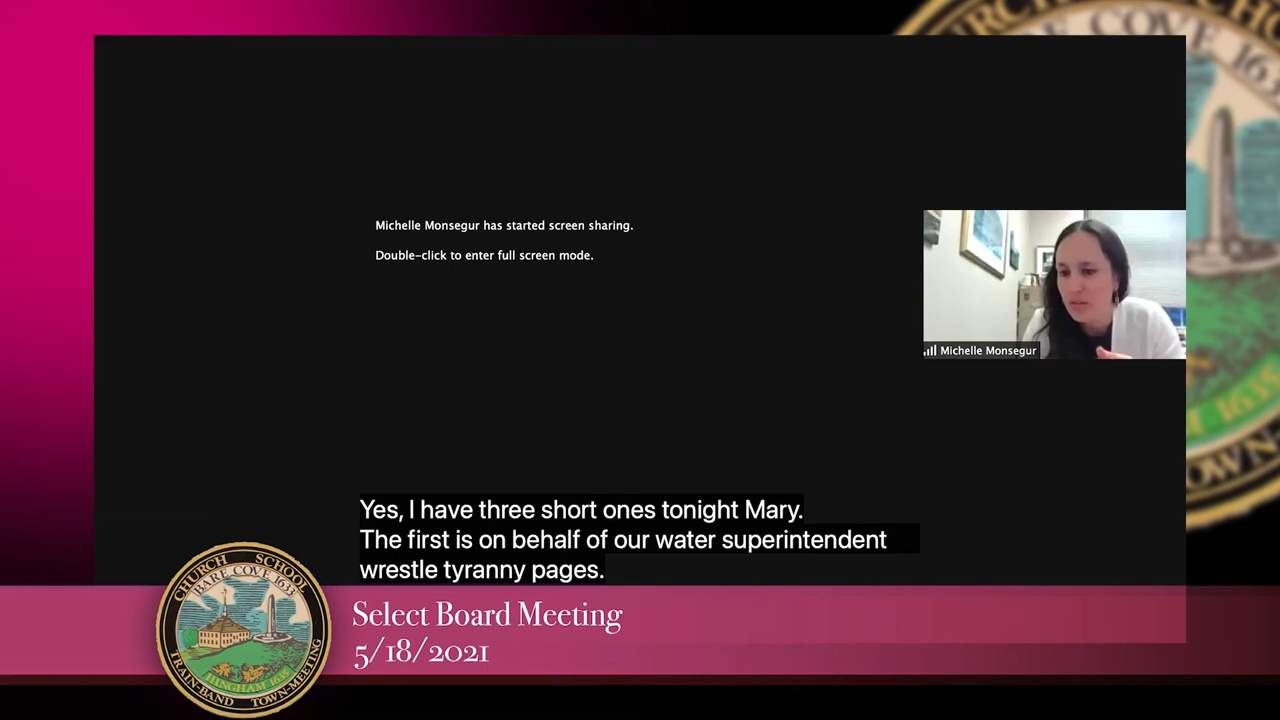 Michelle Monsegur has started screen sharing.
Double-click to enter full screen mode.
Michelle Monsegur
Yes, I have three short ones tonight Mary.
The first is on behalf of our water superintendent
wrestle tyranny pages.
Select Board Meeting
5/18/2021
CHURCH SCHOOL
BARE COVE 1633
HINGHAM 1635
TRAIN-BAND TOWN-MEETING